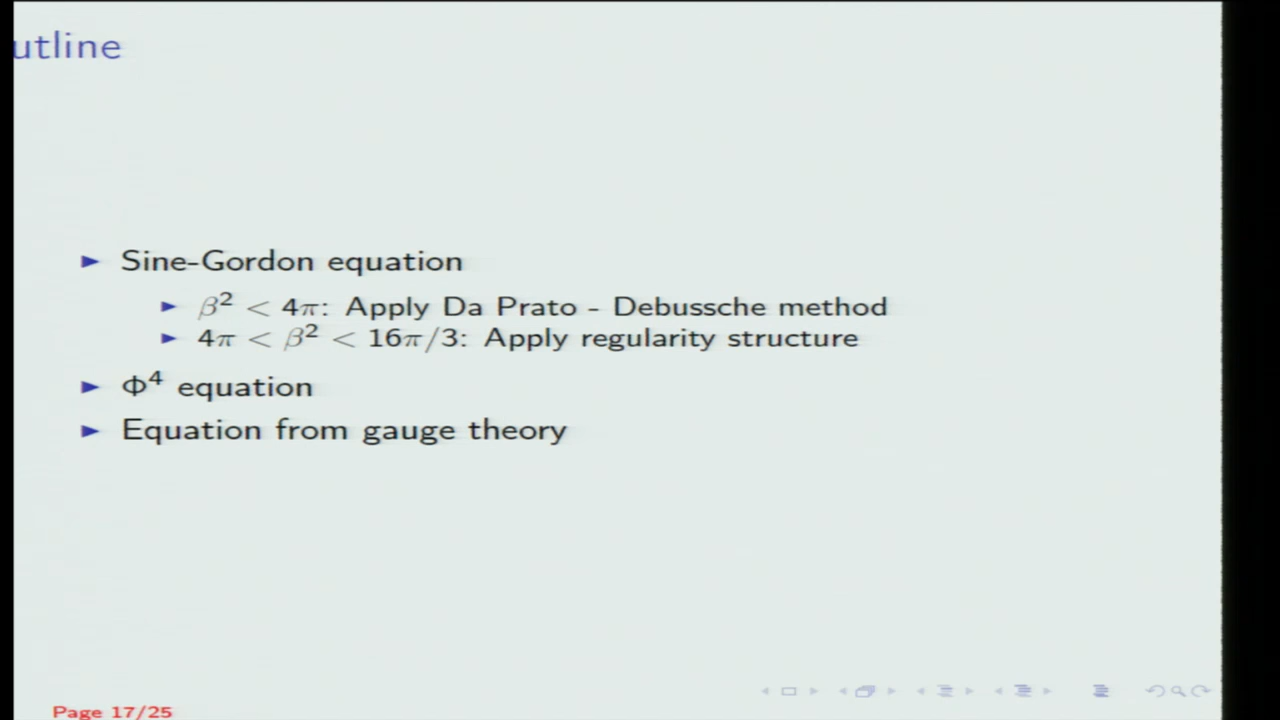 utline
Sine-Gordon equation
β² < 4π: Apply Da Prato - Debussche method
4π < β² < 16π/3: Apply regularity structure
Φ⁴ equation
Equation from gauge theory
Page 17/25